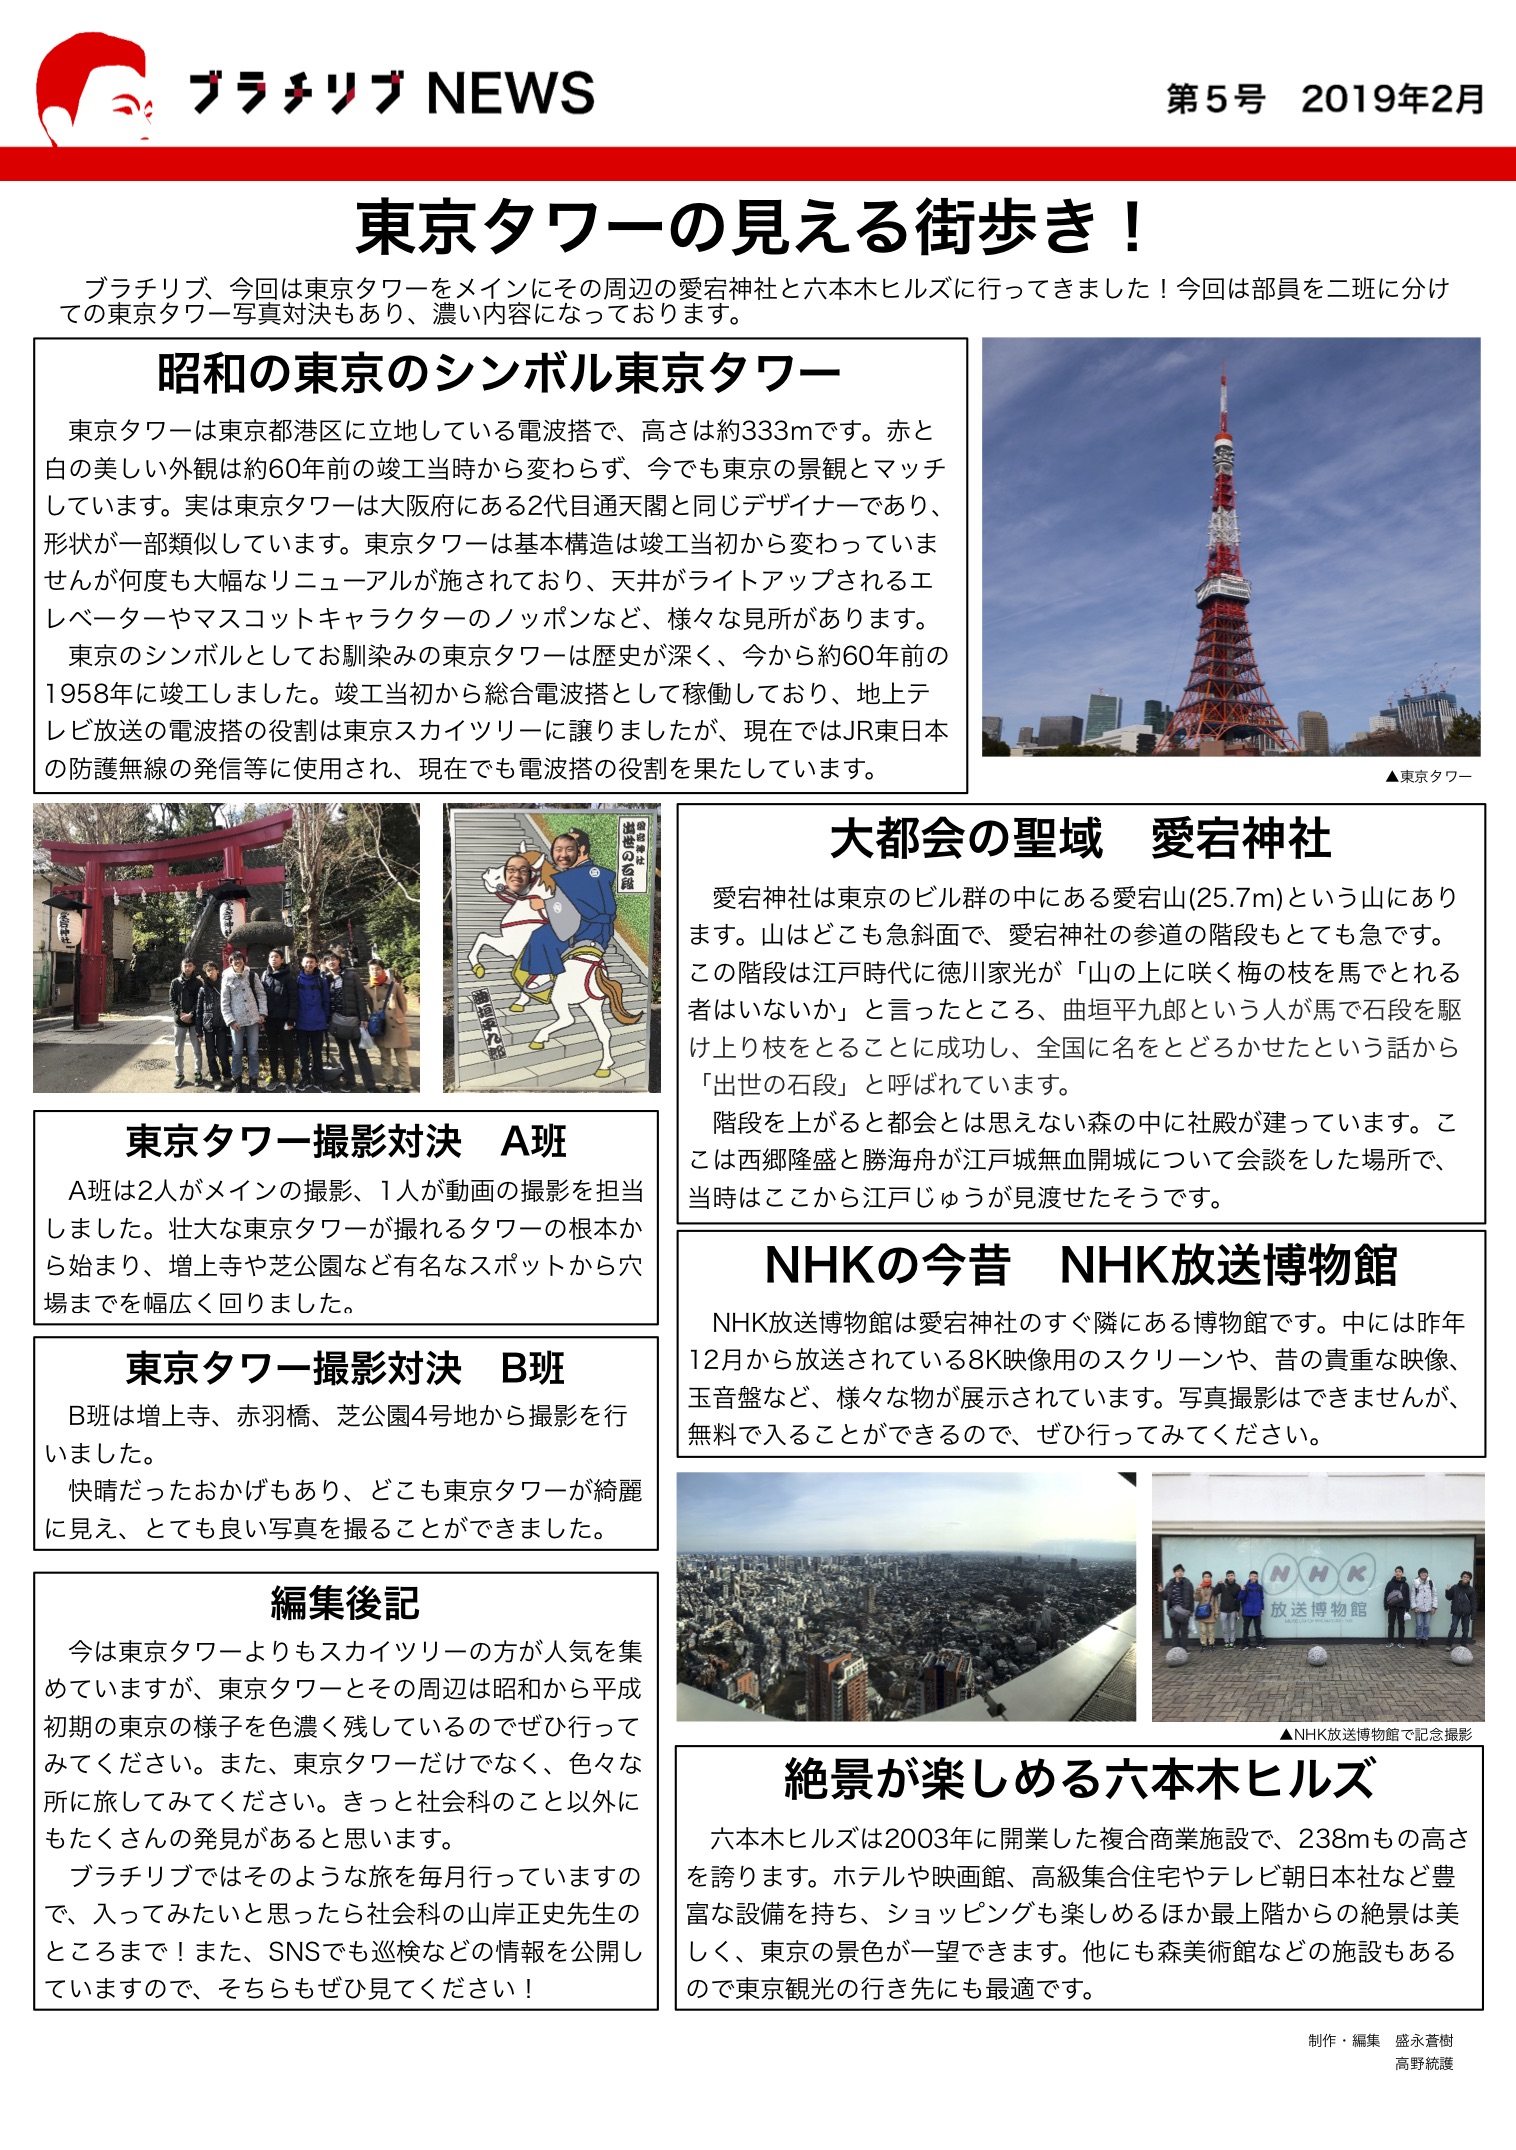 ブラチリブ NEWS
第5号　2019年2月
東京タワーの見える街歩き！
ブラチリブ、今回は東京タワーをメインにその周辺の愛宕神社と六本木ヒルズに行ってきました！今回は部員を二班に分け
ての東京タワー写真対決もあり、濃い内容になっております。
昭和の東京のシンボル東京タワー
東京タワーは東京都港区に立地している電波塔で、高さは約333mです。赤と
白の美しい外観は約60年前の竣工当時から変わらず、今でも東京の景観とマッチ
しています。実は東京タワーは大阪府にある2代目通天閣と同じデザイナーであり、
形状が一部類似しています。東京タワーは基本構造は竣工当初から変わっていま
せんが何度も大幅なリニューアルが施されており、天井がライトアップされるエ
レベーターやマスコットキャラクターのノッポンなど、様々な見所があります。
東京のシンボルとしてお馴染みの東京タワーは歴史が深く、今から約60年前の
1958年に竣工しました。竣工当初から総合電波搭として稼働しており、地上テ
レビ放送の電波搭の役割は東京スカイツリーに譲りましたが、現在ではJR東日本
の防護無線の発信等に使用され、現在でも電波搭の役割を果たしています。
▲東京タワー
愛宕神社
出世の石段
曲垣平九郎
大都会の聖域　愛宕神社
愛宕神社は東京のビル群の中にある愛宕山(25.7m)という山にあり
ます。山はどこも急斜面で、愛宕神社の参道の階段もとても急です。
この階段は江戸時代に徳川家光が「山の上に咲く梅の枝を馬でとれる
者はいないか」と言ったところ、曲垣平九郎という人が馬で石段を駆
け上り枝をとることに成功し、全国に名をとどろかせたという話から
「出世の石段」と呼ばれています。
階段を上がると都会とは思えない森の中に社殿が建っています。こ
こは西郷隆盛と勝海舟が江戸城無血開城について会談をした場所で、
当時はここから江戸じゅうが見渡せたそうです。
東京タワー撮影対決　A班
A班は2人がメインの撮影、1人が動画の撮影を担当
しました。壮大な東京タワーが撮れるタワーの根本か
ら始まり、増上寺や芝公園など有名なスポットから穴
場までを幅広く回りました。
東京タワー撮影対決　B班
B班は増上寺、赤羽橋、芝公園4号地から撮影を行
いました。
快晴だったおかげもあり、どこも東京タワーが綺麗
に見え、とても良い写真を撮ることができました。
NHKの今昔　NHK放送博物館
NHK放送博物館は愛宕神社のすぐ隣にある博物館です。中には昨年
12月から放送されている8K映像用のスクリーンや、昔の貴重な映像、
玉音盤など、様々な物が展示されています。写真撮影はできませんが、
無料で入ることができるので、ぜひ行ってみてください。
NHK
放送博物館
▲NHK放送博物館で記念撮影
編集後記
今は東京タワーよりもスカイツリーの方が人気を集
めていますが、東京タワーとその周辺は昭和から平成
初期の東京の様子を色濃く残しているのでぜひ行って
みてください。また、東京タワーだけでなく、色々な
所に旅してみてください。きっと社会科のこと以外に
もたくさんの発見があると思います。
ブラチリブではそのような旅を毎月行っていますの
で、入ってみたいと思ったら社会科の山岸正史先生の
ところまで！また、SNSでも巡検などの情報を公開し
ていますので、そちらもぜひ見てください！
絶景が楽しめる六本木ヒルズ
六本木ヒルズは2003年に開業した複合商業施設で、238mもの高さ
を誇ります。ホテルや映画館、高級集合住宅やテレビ朝日本社など豊
富な設備を持ち、ショッピングも楽しめるほか最上階からの絶景は美
しく、東京の景色が一望できます。他にも森美術館などの施設もある
ので東京観光の行き先にも最適です。
制作・編集　盛永蒼樹
高野統護